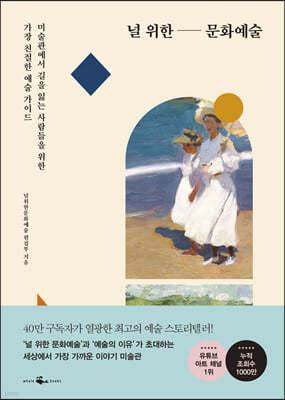 널 위한 — 문화예술
미술관에서 길을 잃는 사람들을 위한
가장 친절한 예술 가이드
널 위한 문화예술 편집부 지음
40만 구독자가 열광한 최고의 예술 스토리텔러!
'널 위한 문화예술'과 '예술의 이유'가 초대하는
세상에서 가장 가까운 이야기 미술관
★★★★★
유튜브
아트 채널
1위
★★★★★
누적
조회수
1000만
whale books